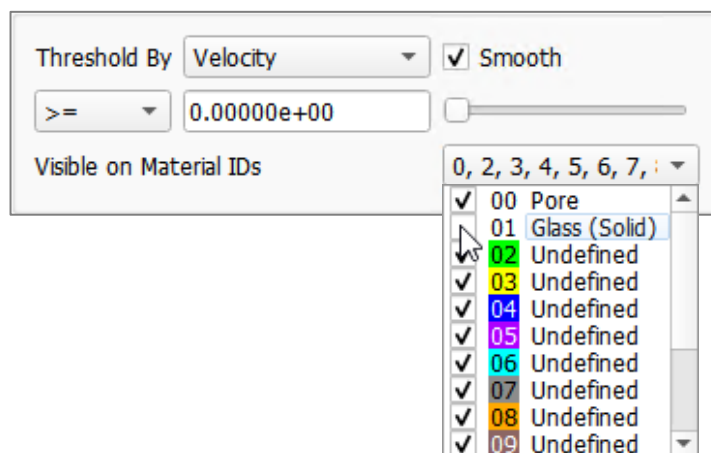 Threshold By Velocity Smooth
>= 0.00000e+00
Visible on Material IDs 0, 2, 3, 4, 5, 6, 7,
00 Pore
01 Glass (Solid)
02 Undefined
03 Undefined
04 Undefined
05 Undefined
06 Undefined
07 Undefined
08 Undefined
09 Undefined